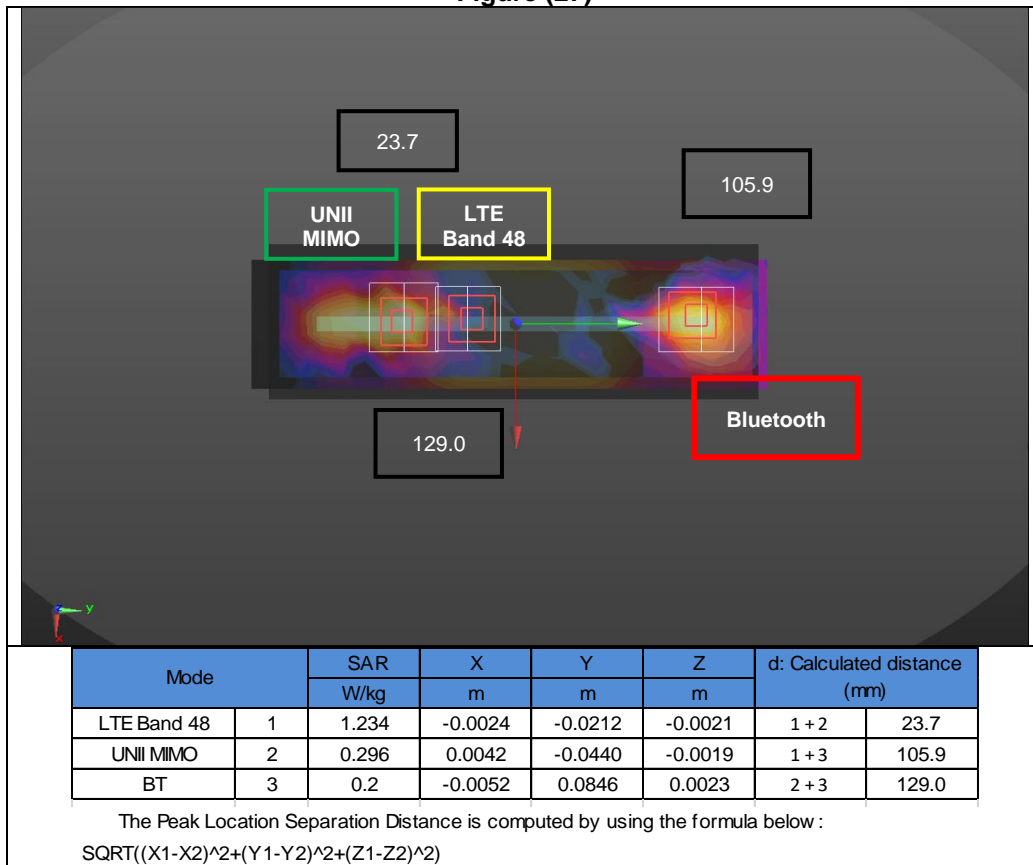 23.7
105.9
UNII
MIMO
LTE
Band 48
129.0
Bluetooth
y
x
Mode SAR X Y Z d: Calculated distance (mm)
W/kg m m m
LTE Band 48 1 1.234 -0.0024 -0.0212 -0.0021 1 + 2 23.7
UNII MIMO 2 0.296 0.0042 -0.0440 -0.0019 1 + 3 105.9
BT 3 0.2 -0.0052 0.0846 0.0023 2 + 3 129.0
The Peak Location Separation Distance is computed by using the formula below :
SQRT((X1-X2)^2+(Y1-Y2)^2+(Z1-Z2)^2)